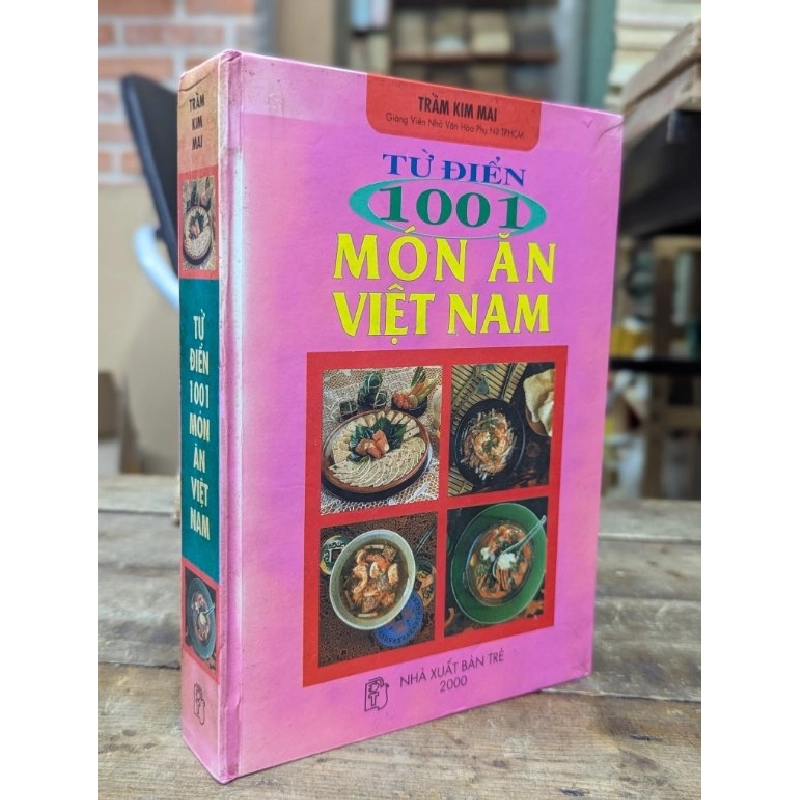 TRẦM KIM MAI
Giảng Viên Nhà Văn Hóa Phụ Nữ TPHCM
TỪ ĐIỂN
1001
MÓN ĂN
VIỆT NAM
NHÀ XUẤT BẢN TRẺ
2000
TRẦM
KIM
MAI
TỪ
ĐIỂN
1001
MÓN
ĂN
VIỆT
NAM